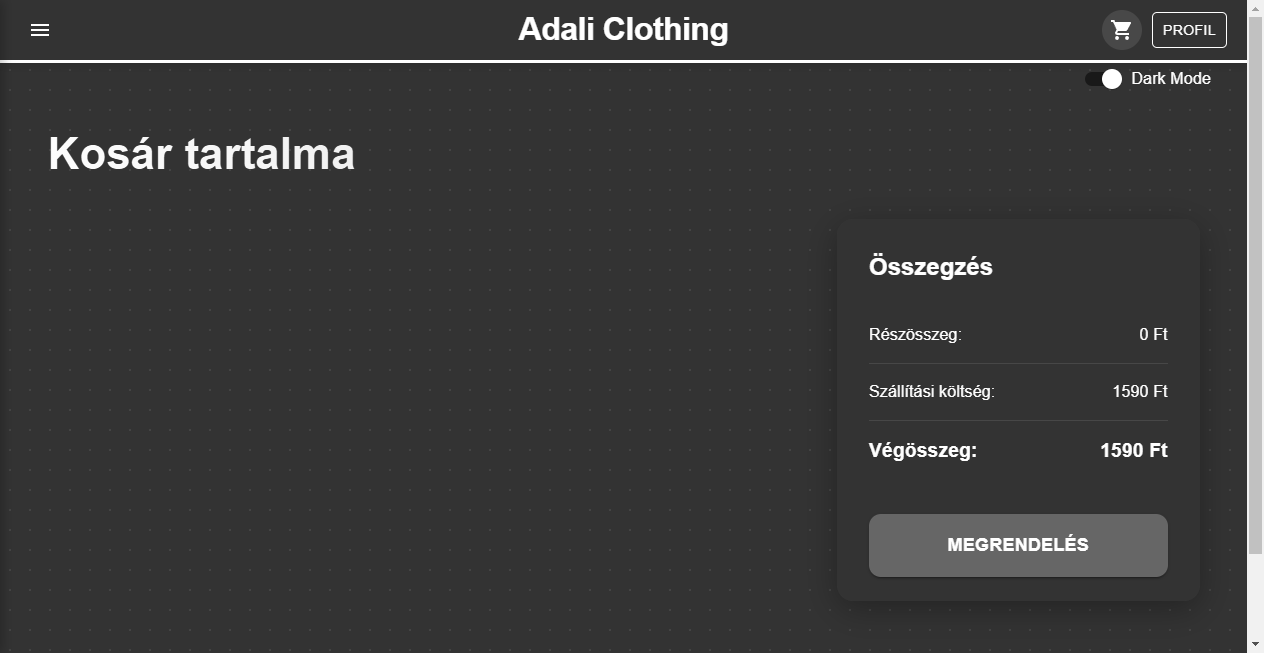 Adali Clothing
PROFIL
Dark Mode
Kosár tartalma
Összegzés
Részösszeg: 0 Ft
Szállítási költség: 1590 Ft
Végösszeg: 1590 Ft
MEGRENDELÉS